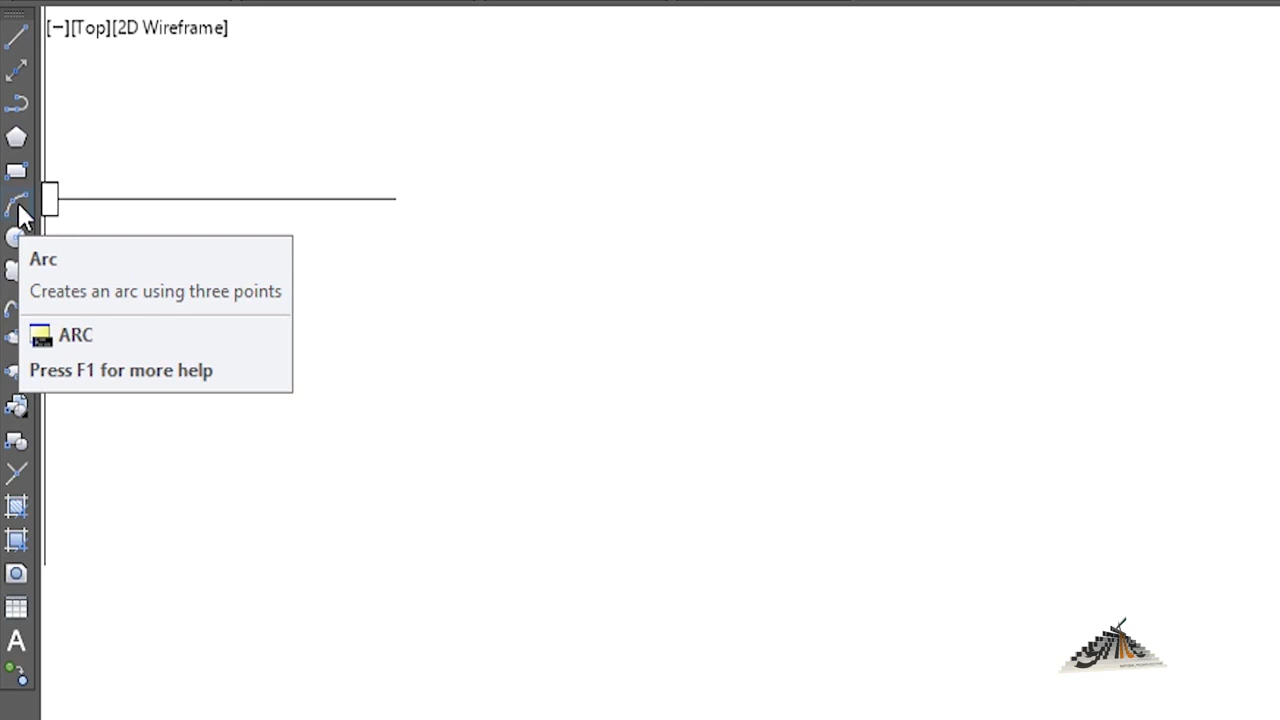 [−][Top][2D Wireframe]
Arc
Creates an arc using three points
ARC
Press F1 for more help
A